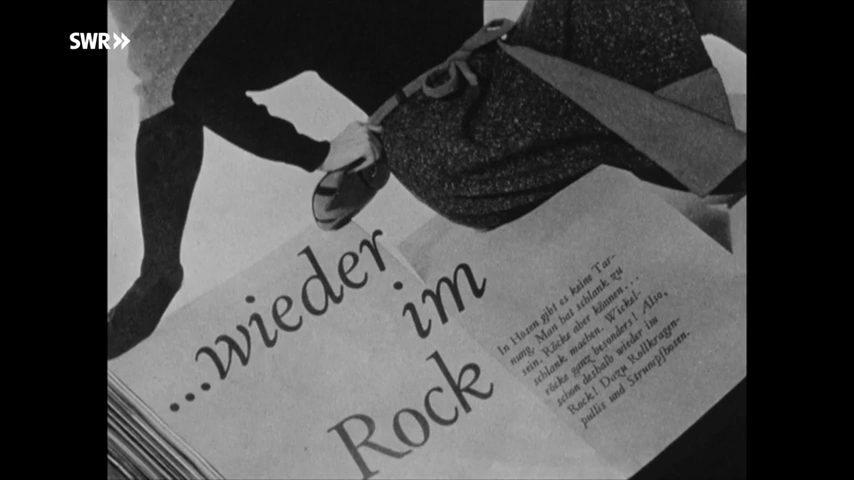 SWR
...wieder
im
Rock
In Hosen gibt es keine Tar-
nung. Man hat schlank zu
sein. Röcke aber können...
schlank machen. Wickel-
röcke ganz besonders! Also,
schon deshalb wieder im
Rock! Dazu Rollkragen-
pullis und Strumpfhosen.